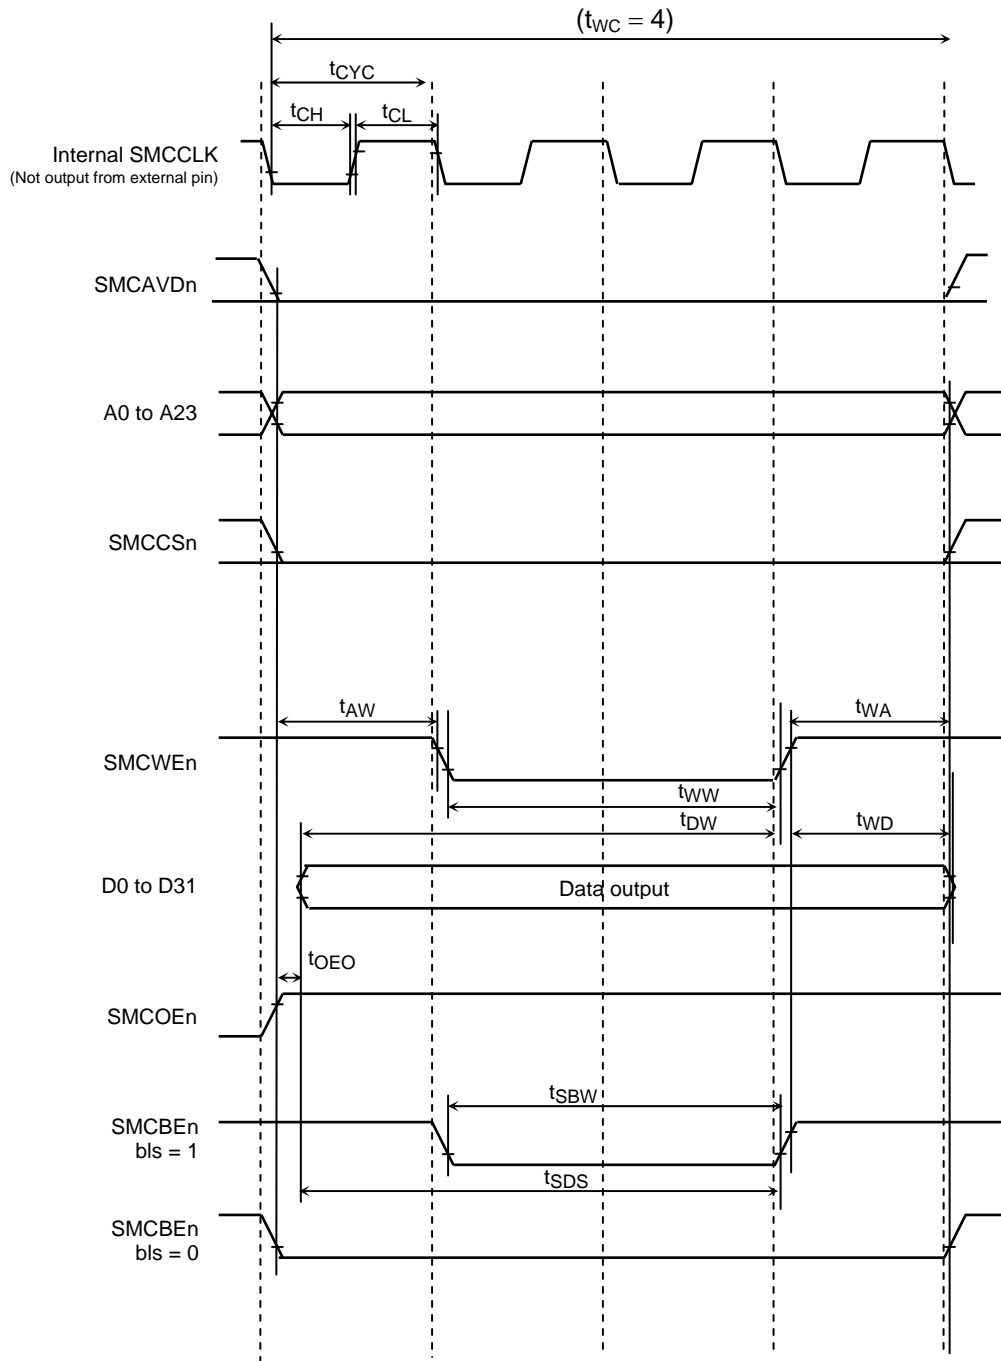 (tWC = 4)
tCYC
tCH
tCL
Internal SMCCLK
(Not output from external pin)
SMCAVDn
A0 to A23
SMCCSn
tAW
tWA
SMCWEn
tWW
tDW
tWD
D0 to D31
Data output
tOEO
SMCOEn
tSBW
SMCBEn
bls = 1
tSDS
SMCBEn
bls = 0